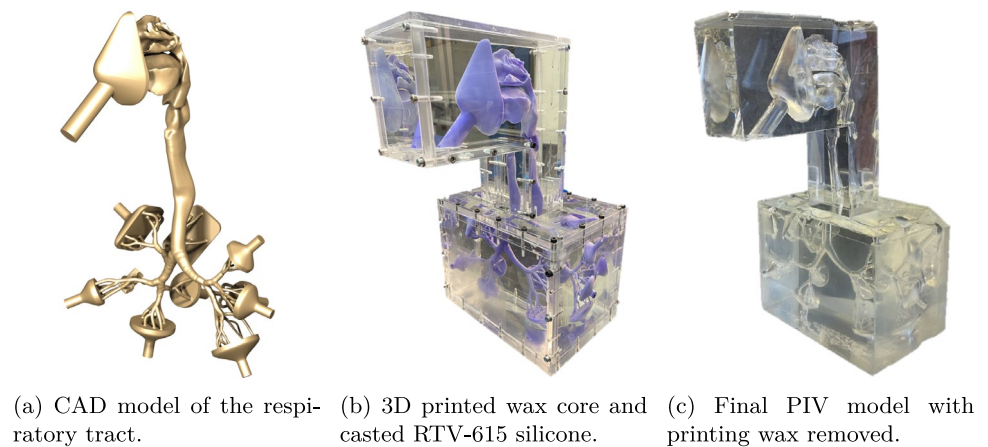 (a) CAD model of the respi-
ratory tract.
(b) 3D printed wax core and
casted RTV-615 silicone.
(c) Final PIV model with
printing wax removed.